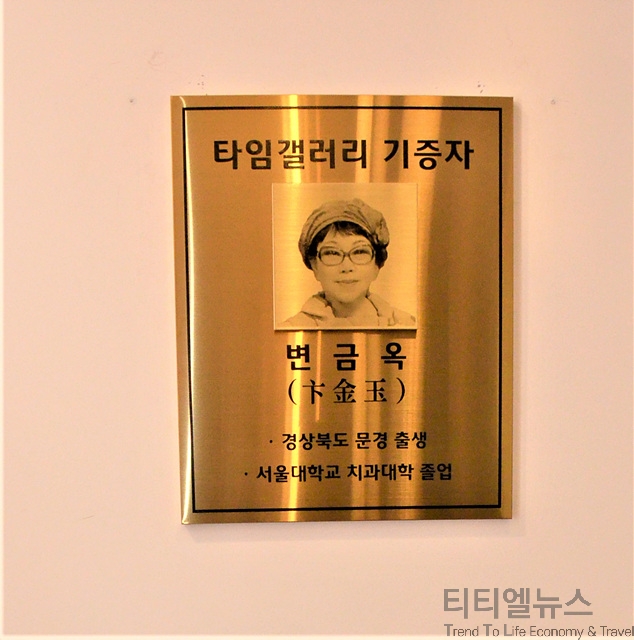 타임갤러리 기증자
변 금 옥
(卞金玉)
· 경상북도 문경 출생
· 서울대학교 치과대학 졸업
티티엘뉴스
Trend To Life Economy & Travel